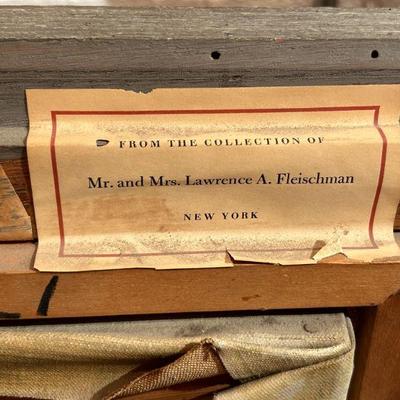 FROM THE COLLECTION OF
Mr. and Mrs. Lawrence A. Fleischman
NEW YORK